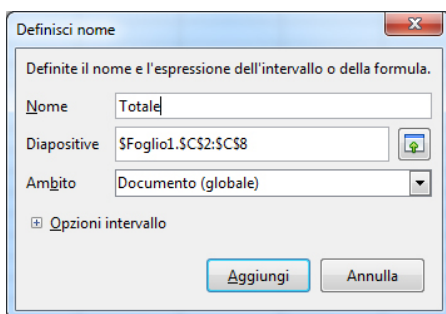 Definisci nome
Definite il nome e l'espressione dell'intervallo o della formula.
Nome Totale
Diapositive $Foglio1.$C$2:$C$8
Ambito Documento (globale)
Opzioni intervallo
Aggiungi Annulla